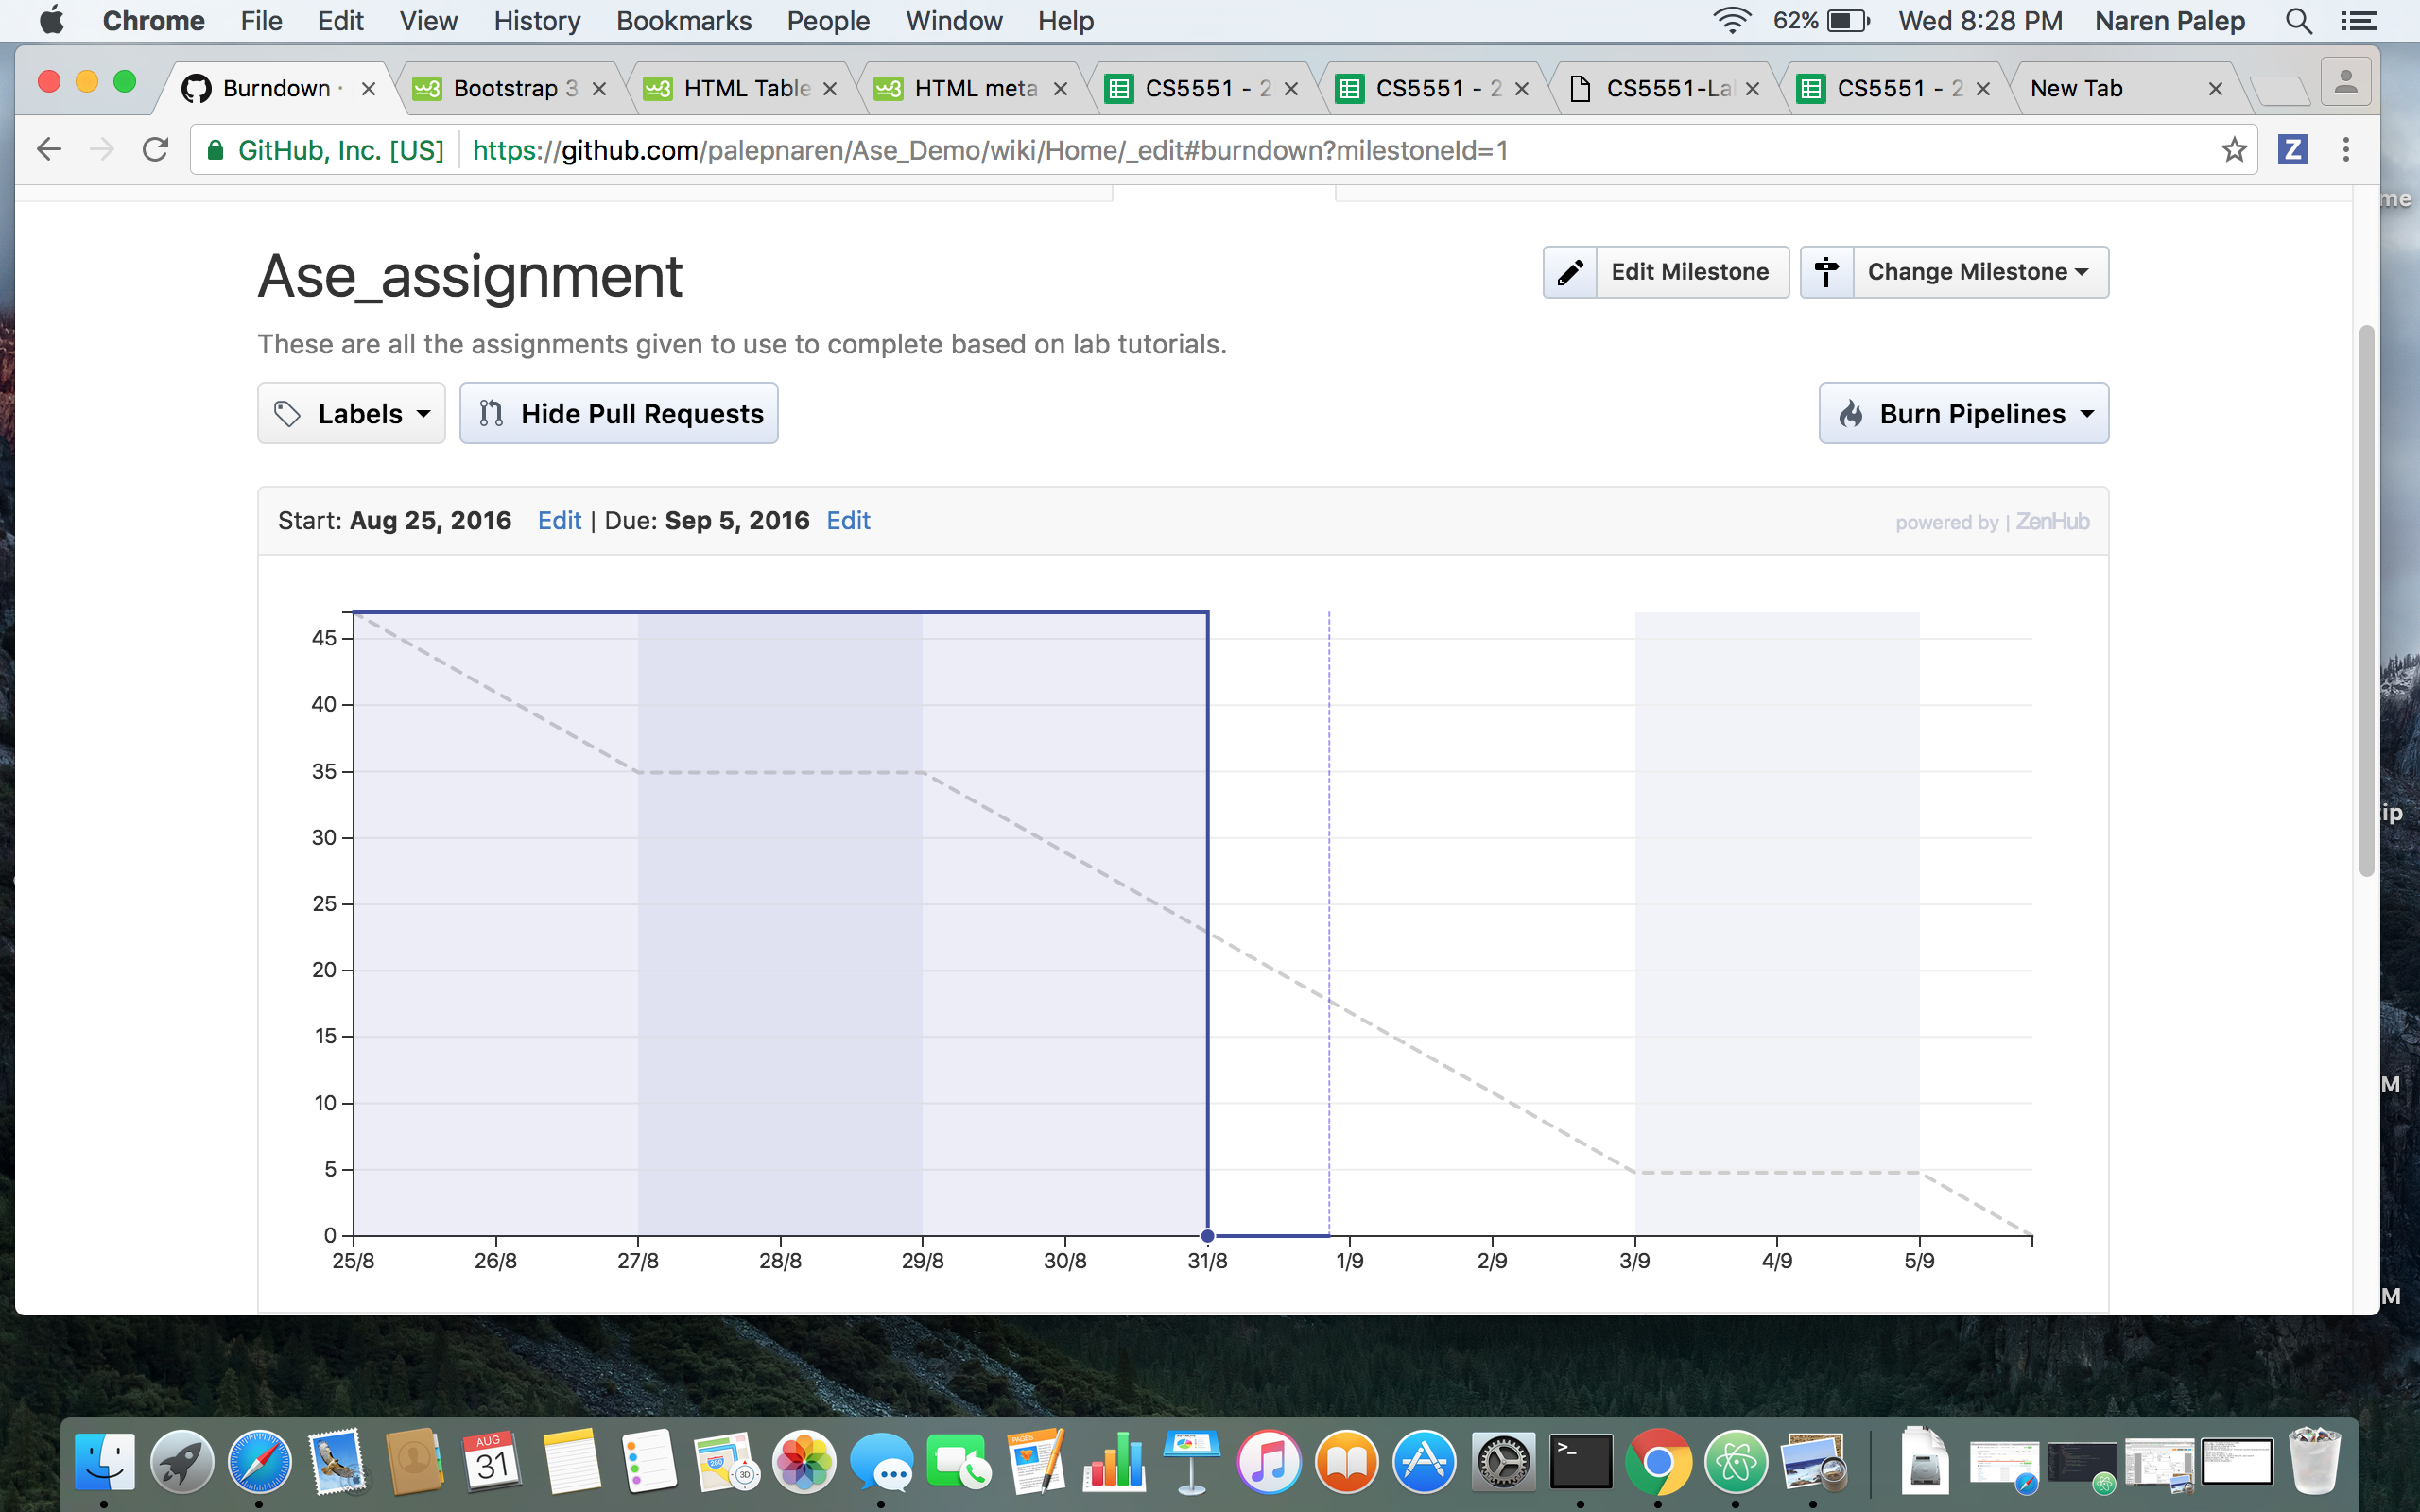 Chrome File Edit View History Bookmarks People Window Help 62% Wed 8:28 PM Naren Palep
Burdown · Bootstrap 3 HTML Table HTML meta CS5551 - 2 CS5551 - 2 CS5551-La CS5551 - 2 New Tab
GitHub, Inc. [US] https://github.com/palepnaren/Ase_Demo/wiki/Home/_edit#burndown?milestoneId=1 Z
me
Ase_assignment
Edit Milestone Change Milestone
These are all the assignments given to use to complete based on lab tutorials.
Labels Hide Pull Requests Burn Pipelines
Start: Aug 25, 2016 Edit | Due: Sep 5, 2016 Edit powered by | ZenHub
45
40
35
ip
30
25
20
15
M
10
5
0
25/8 26/8 27/8 28/8 29/8 30/8 31/8 1/9 2/9 3/9 4/9 5/9
M
AUG
31
PAGES
280
3D
>_